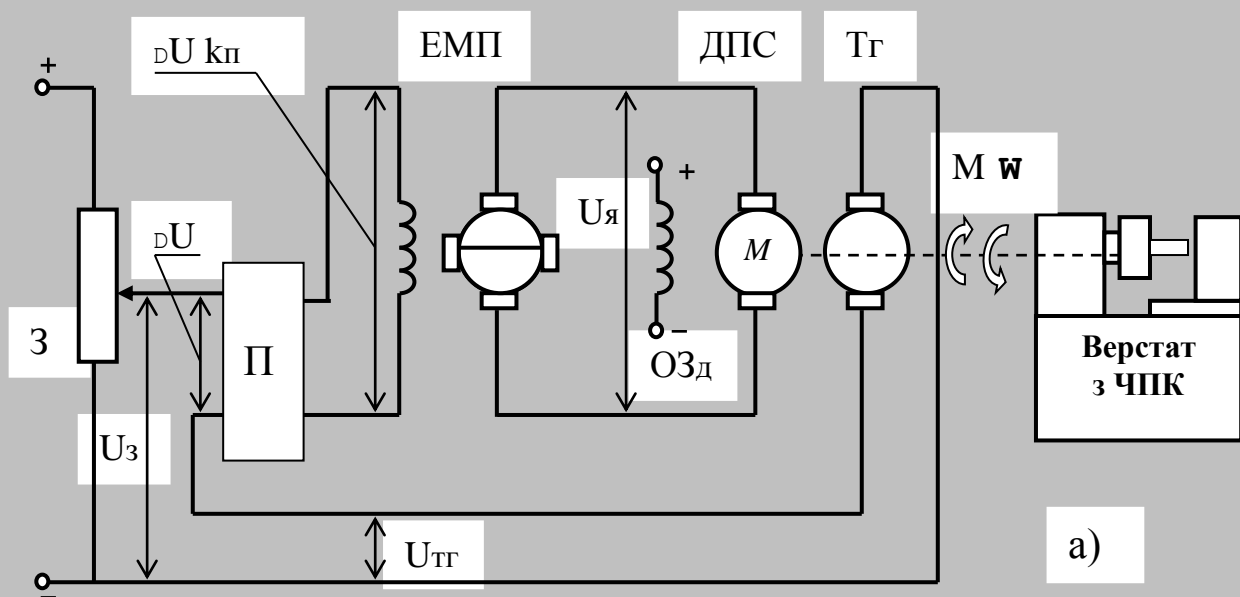 DU kп
ЕМП
ДПС
Тг
+
М w
+
Uя
DU
М
З
П
–
ОЗд
Верстат
з ЧПК
Uз
Uтг
а)
–